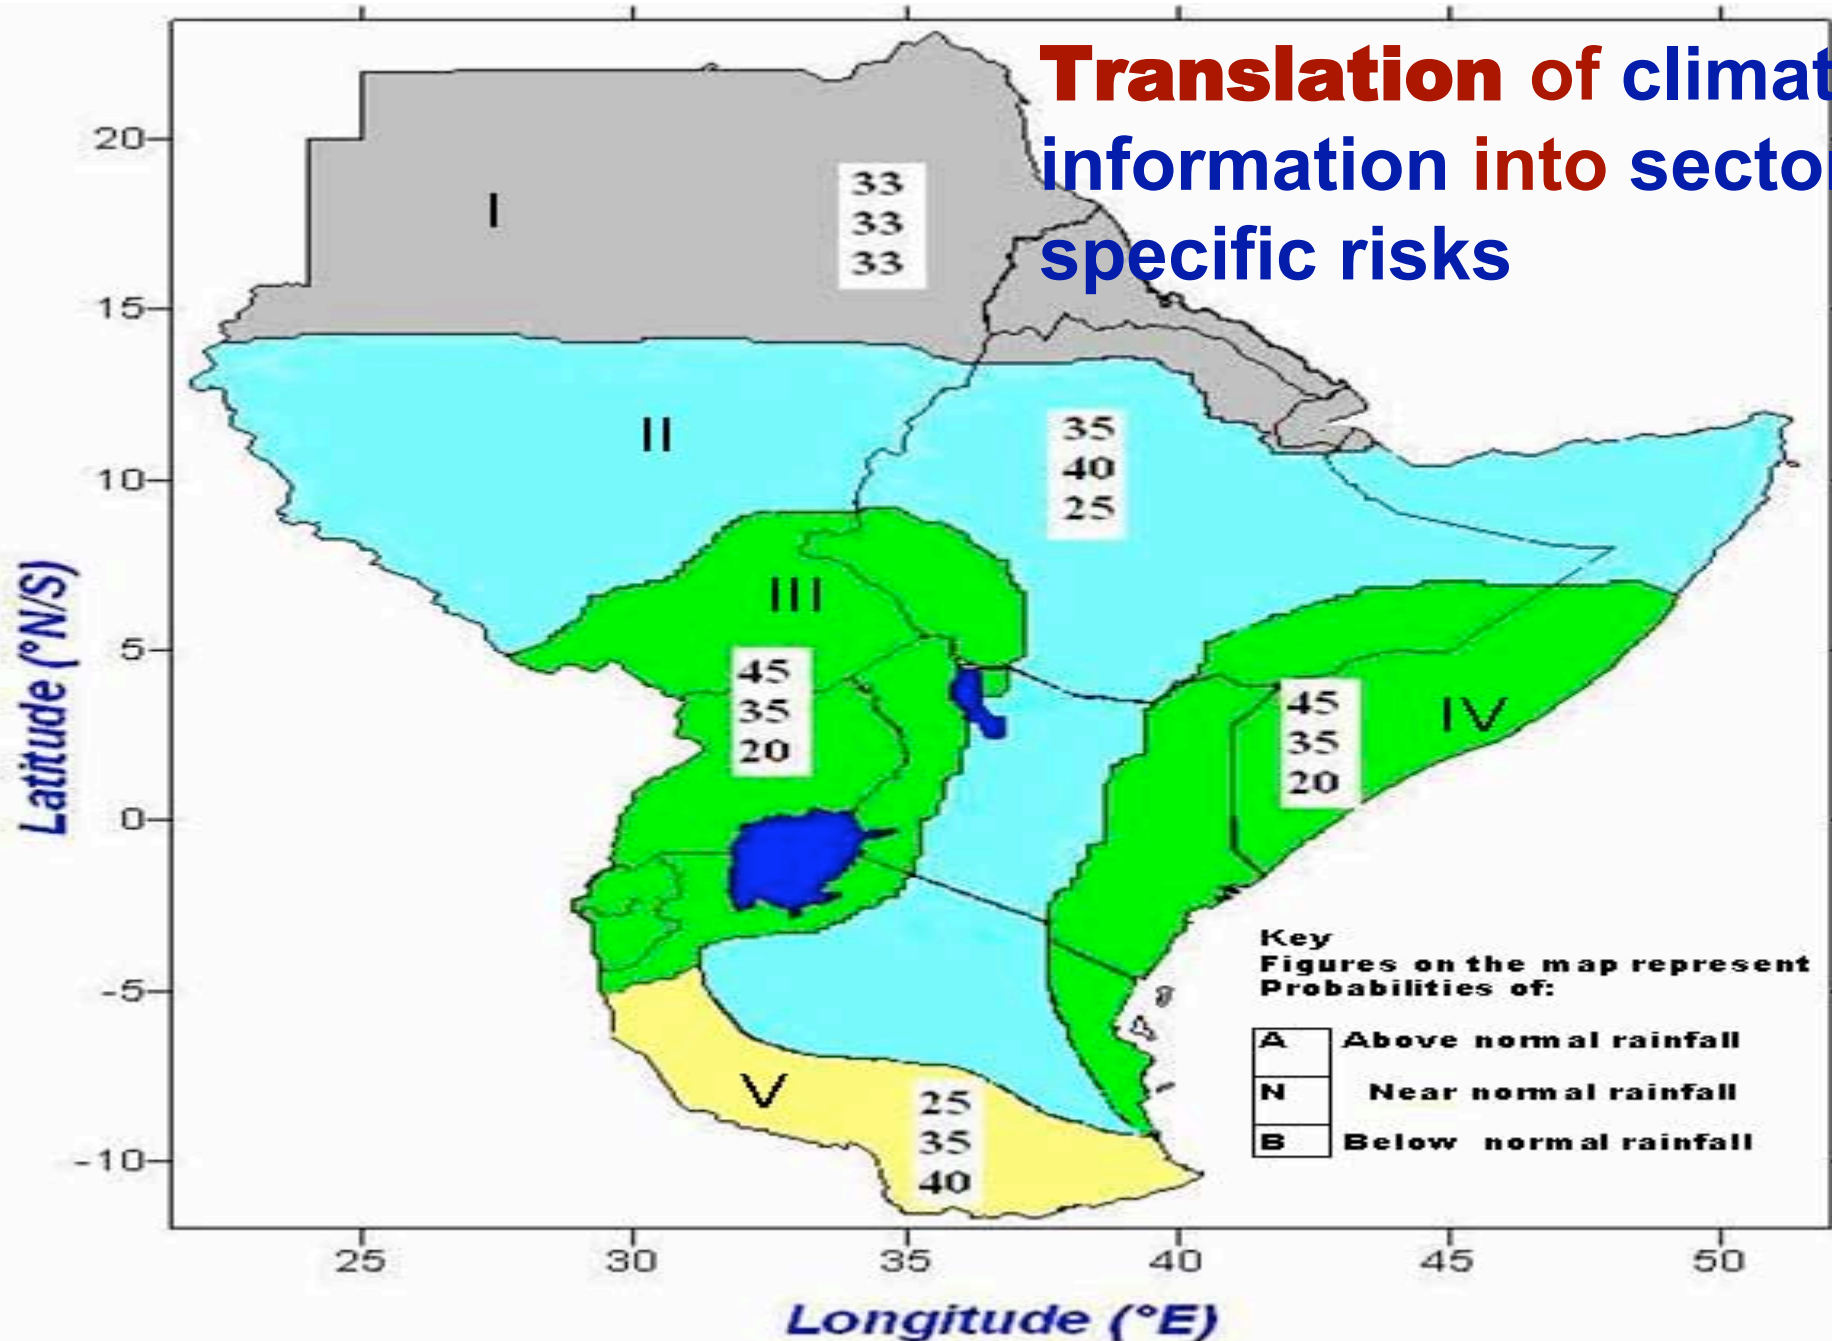 Translation of climat
information into sector
specific risks
20
15
10
5
0
-5
-10
Latitude (°N/S)
I
33
33
33
II
35
40
25
III
45
35
20
IV
45
35
20
V
25
35
40
Key
Figures on the map represent
Probabilities of:
A Above normal rainfall
N Near normal rainfall
B Below normal rainfall
25 30 35 40 45 50
Longitude (°E)